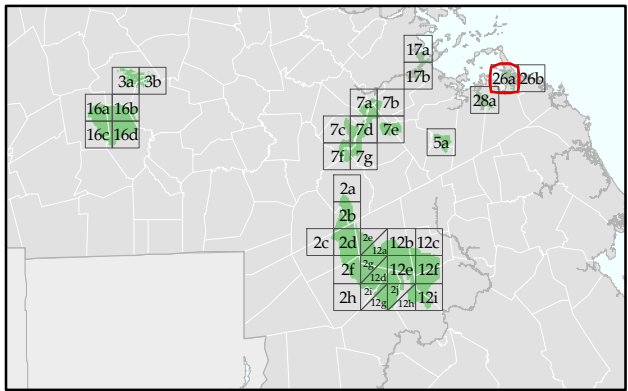 17a
3a 3b 17b 26a 26b
16a 16b 7a 7b 28a
16c 16d 7c 7d 7e 5a
7f 7g
2a
2b
2c 2d 2e 12a 12b 12c
2f 2g 12d 12e 12f
2h 2i 12g 2j 12h 12i